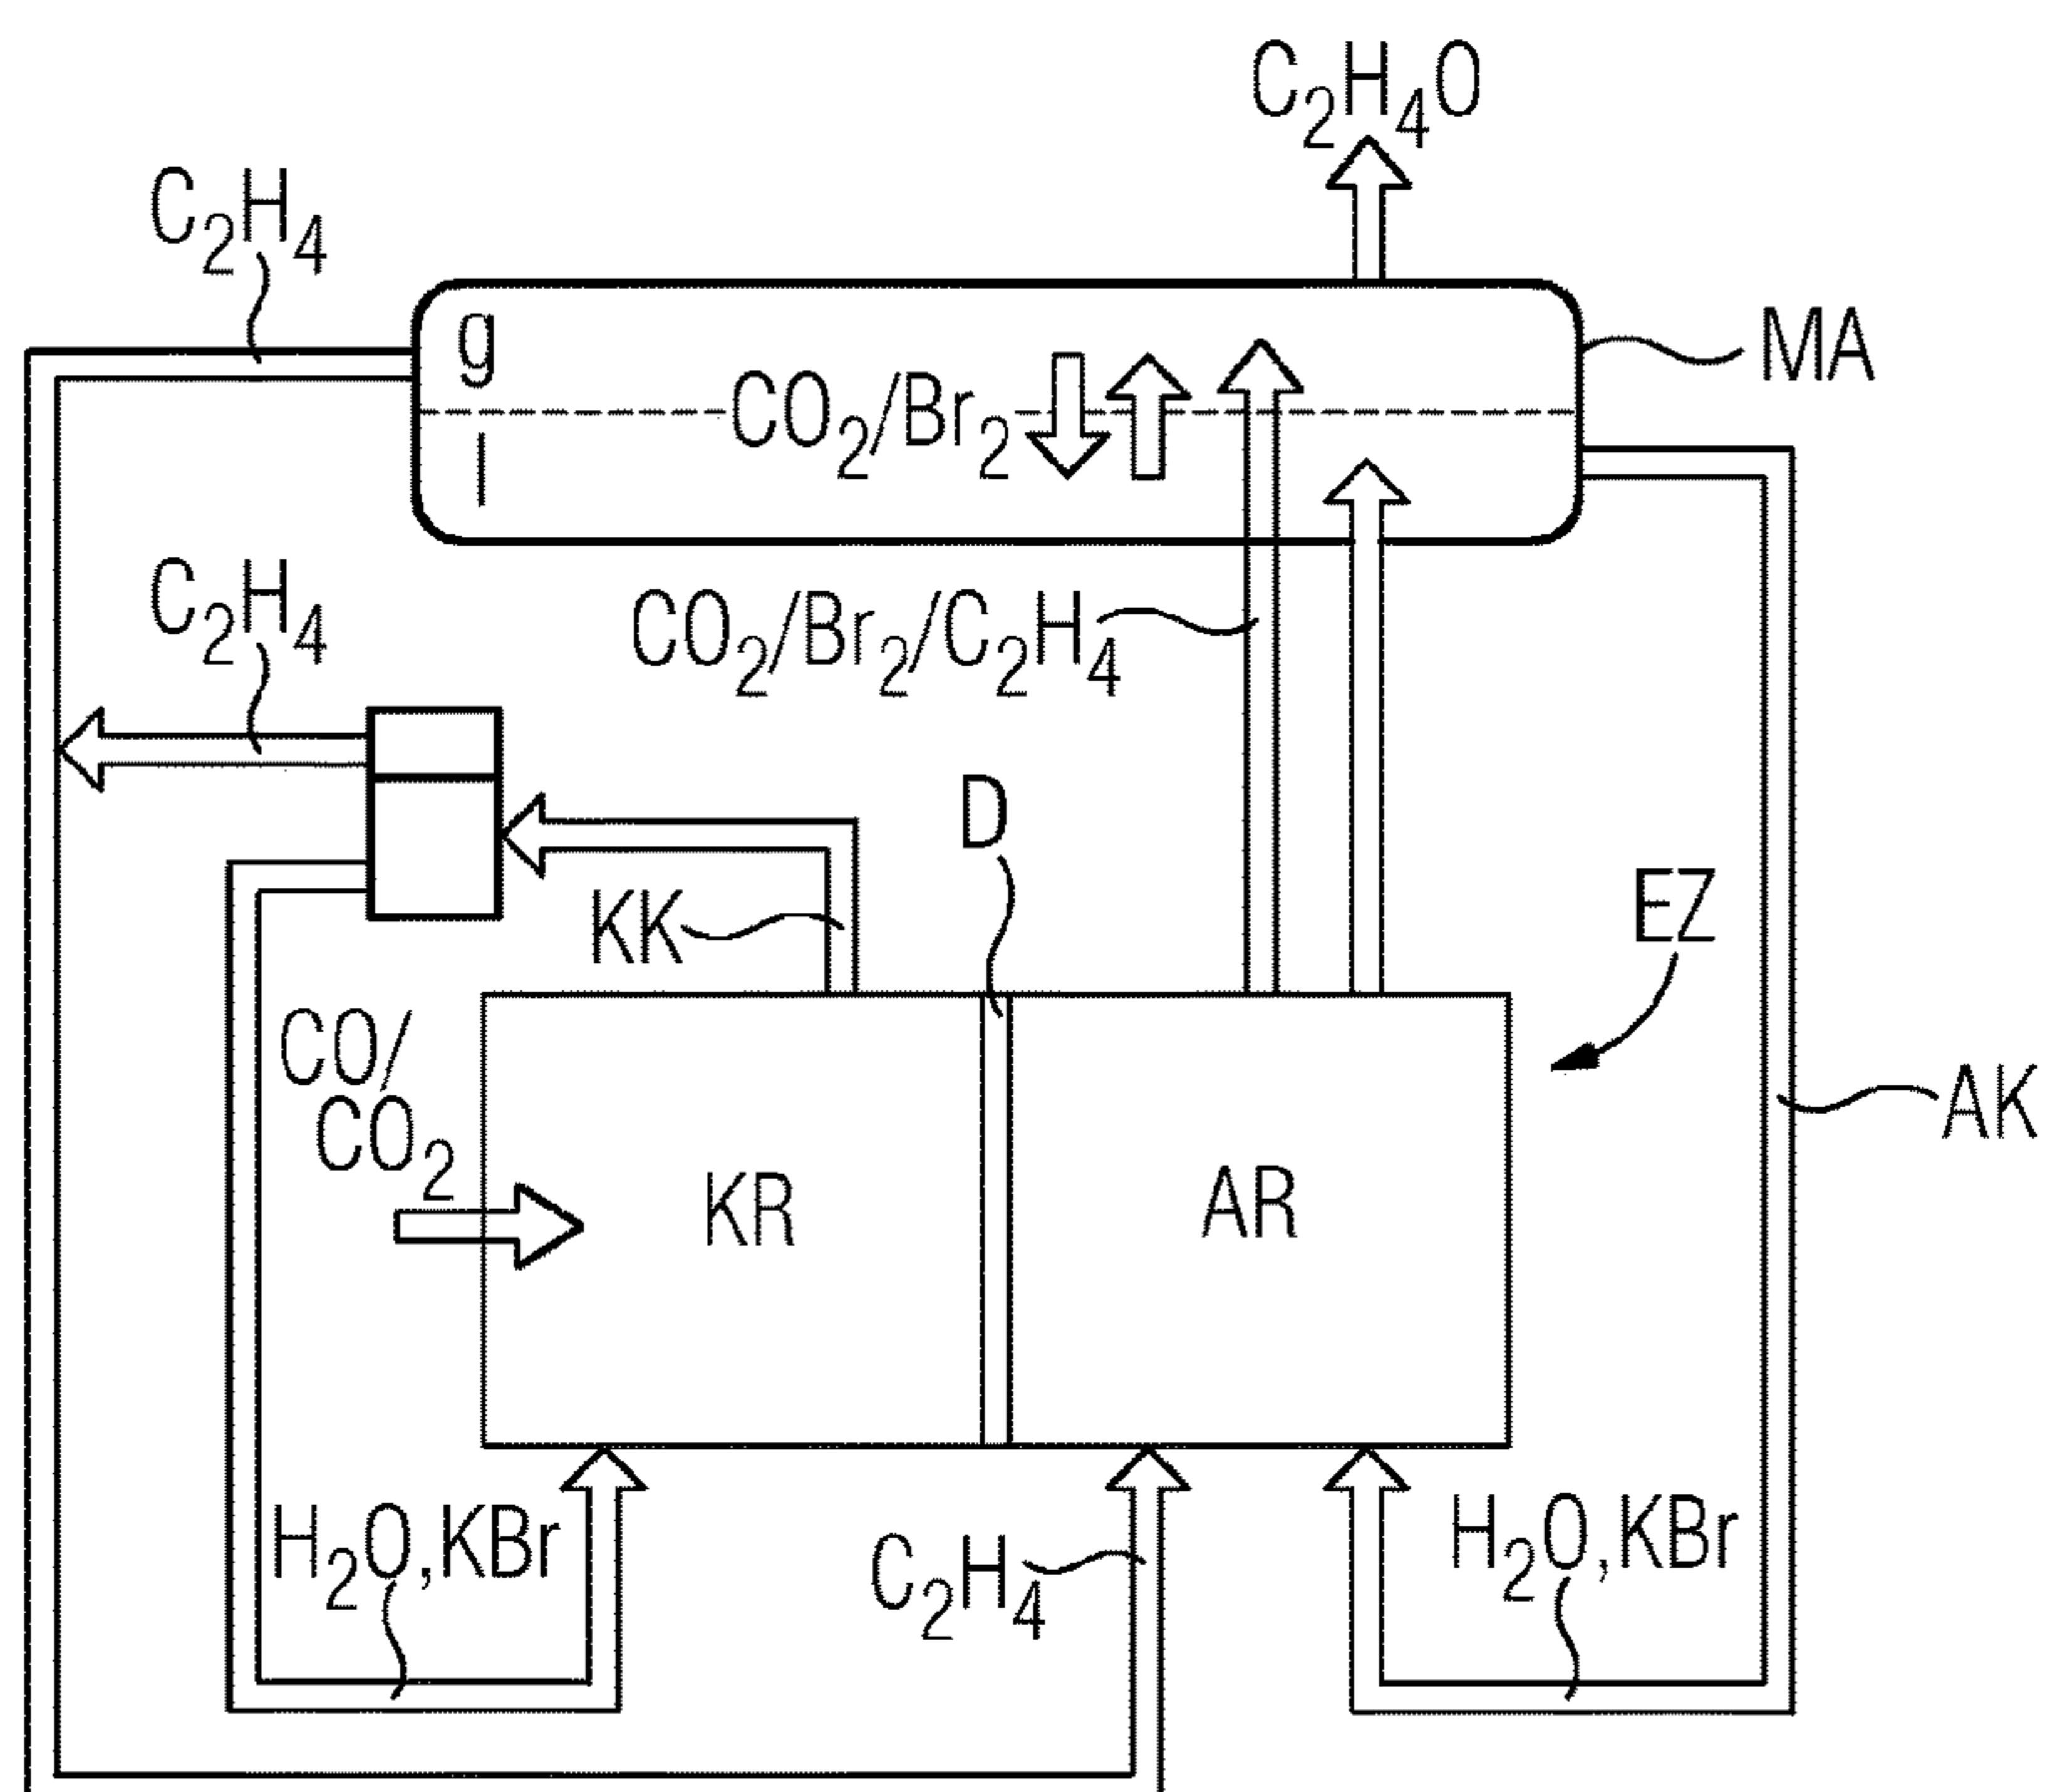 C₂H₄O
C₂H₄
g
MA
CO₂/Br₂
l
C₂H₄
CO₂/Br₂/C₂H₄
D
EZ
KK
CO/
CO₂
AK
KR
AR
H₂O,KBr
C₂H₄
H₂O,KBr